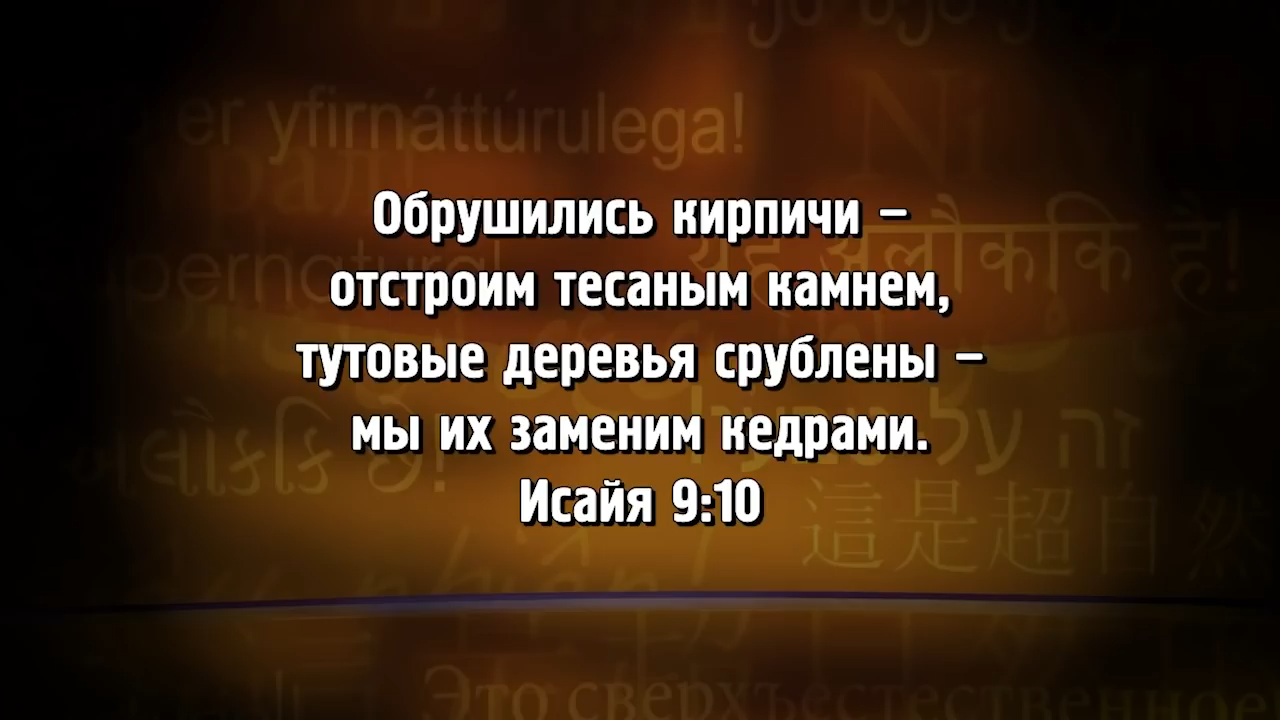 er yfirnáttúrulega!
Обрушились кирпичи –
отстроим тесаным камнем,
тутовые деревья срублены –
мы их заменим кедрами.
Исайя 9:10
這是超自然
Это сверхъестественное